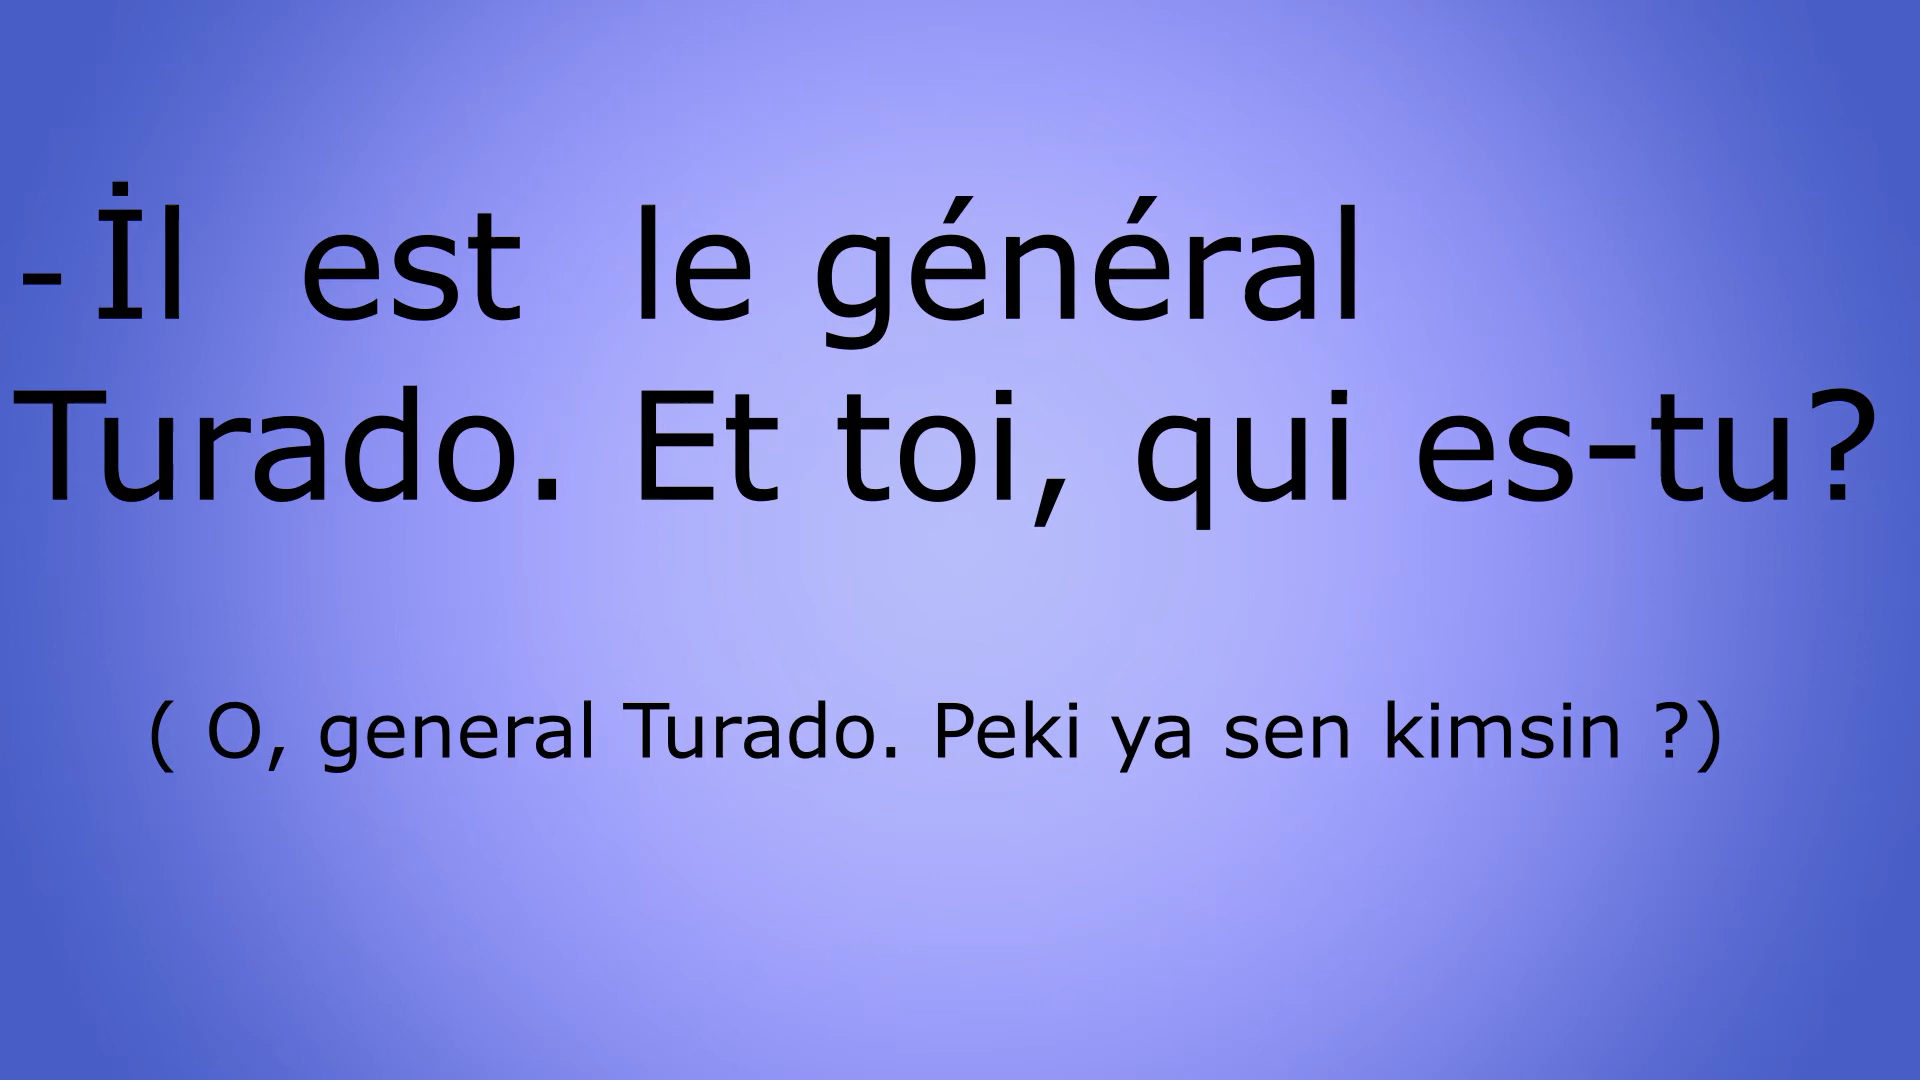 -İl est le général
Turado. Et toi, qui es-tu?
( O, general Turado. Peki ya sen kimsin ?)